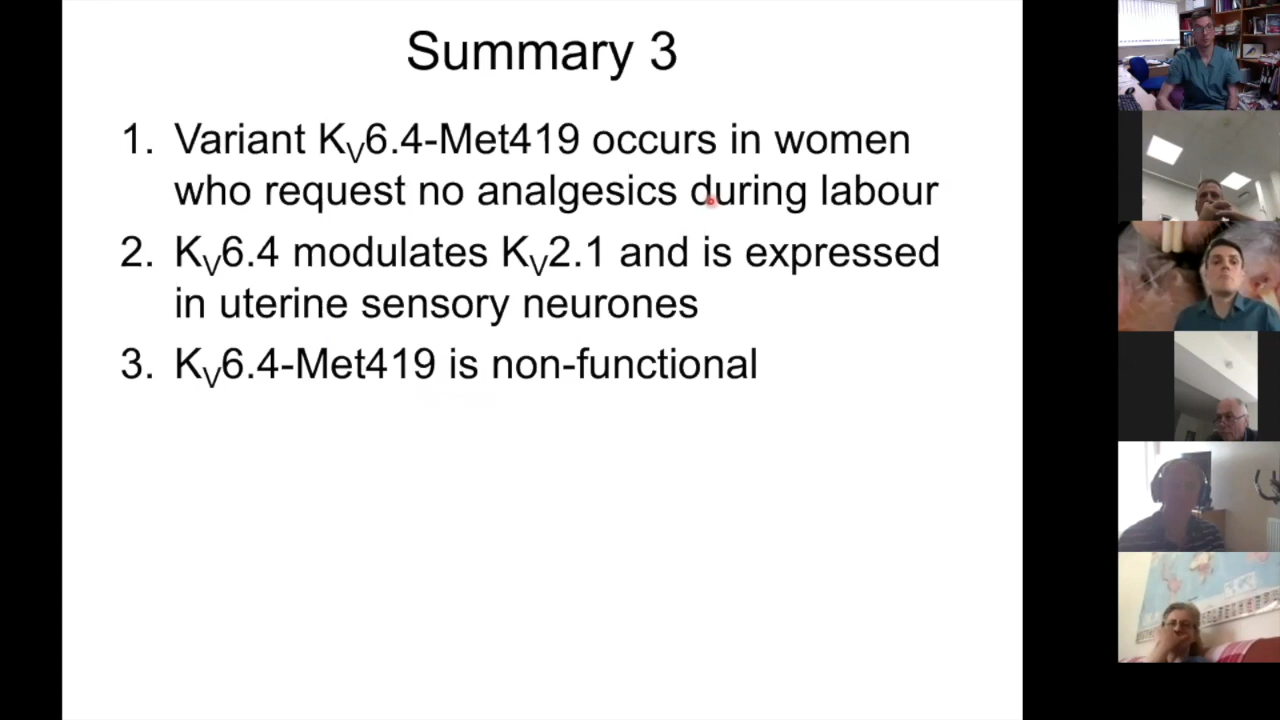 Summary 3
1. Variant KV6.4-Met419 occurs in women
who request no analgesics during labour
2. KV6.4 modulates KV2.1 and is expressed
in uterine sensory neurones
3. KV6.4-Met419 is non-functional